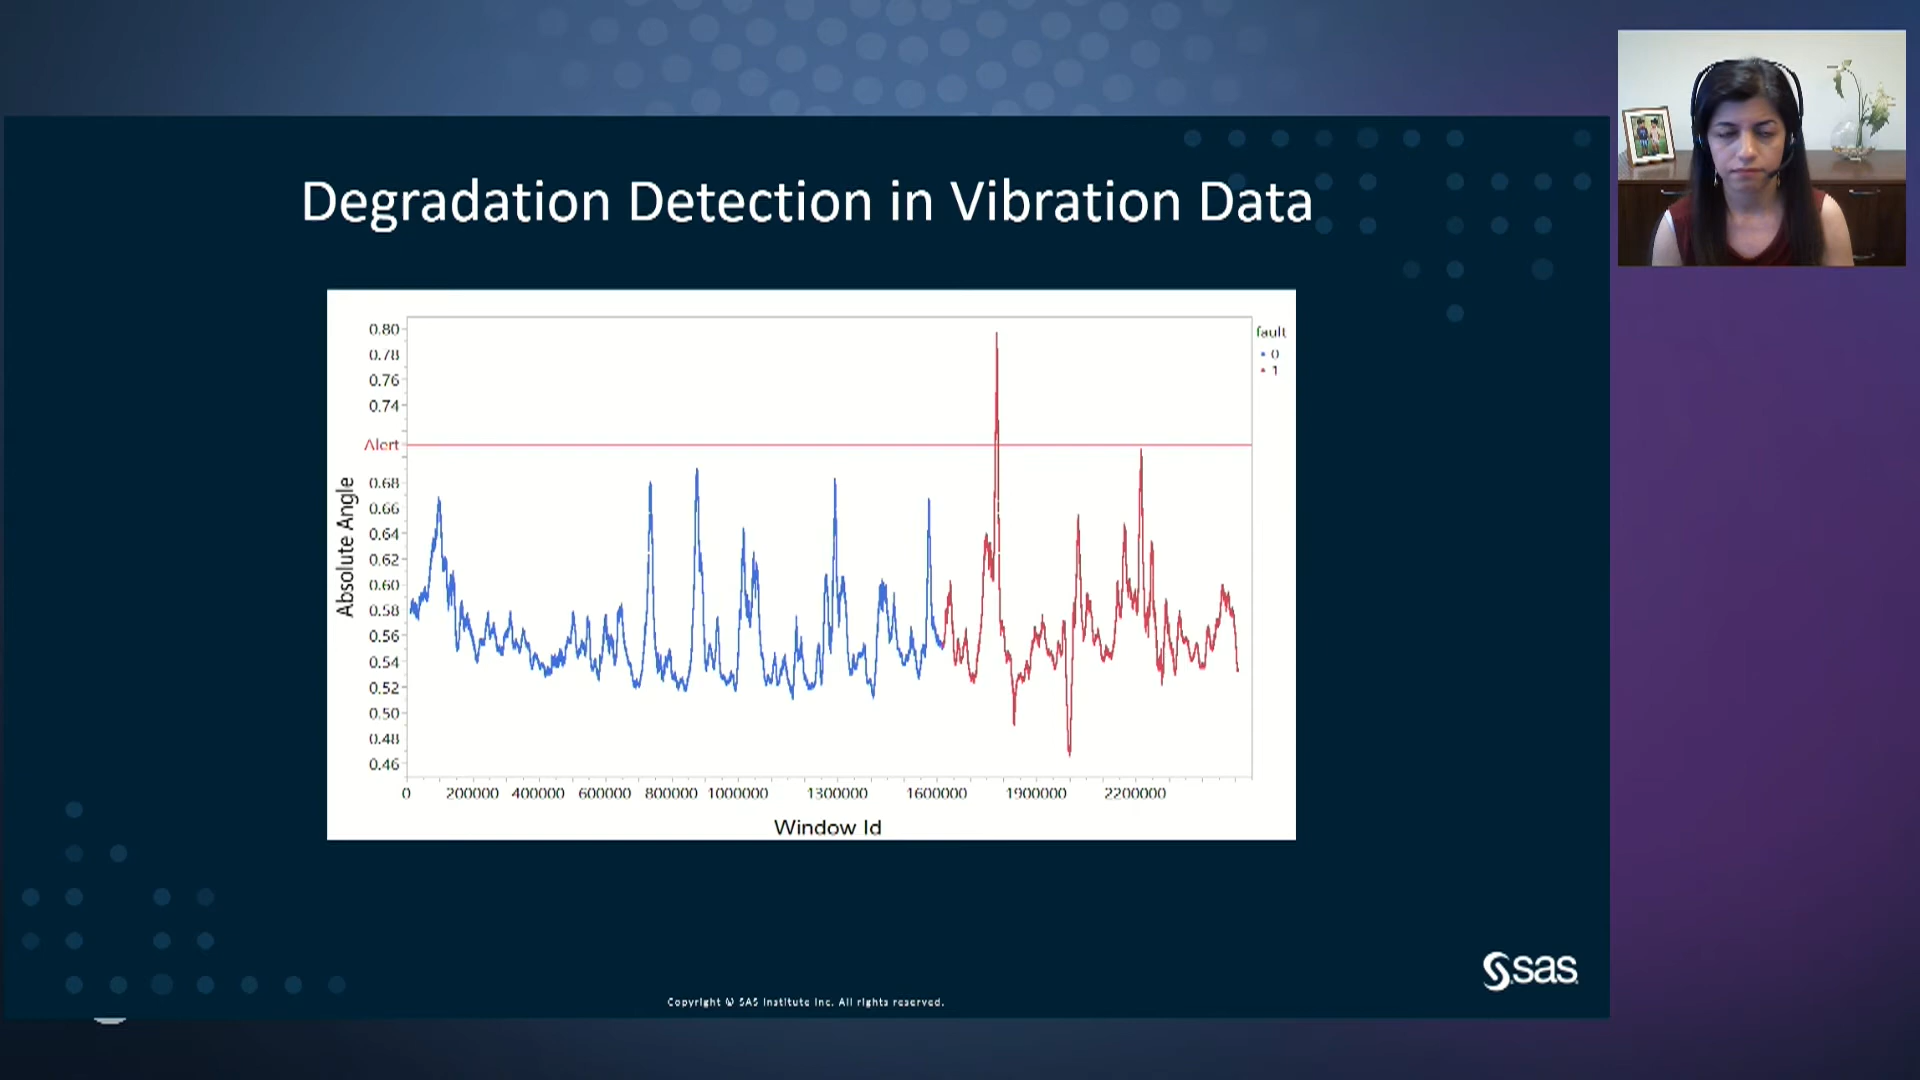 Degradation Detection in Vibration Data
0.80
0.78
0.76
0.74
Alert
0.68
0.66
0.64
0.62
0.60
0.58
0.56
0.54
0.52
0.50
0.48
0.46
Absolute Angle
0 200000 400000 600000 800000 1000000 1300000 1600000 1900000 2200000
Window Id
fault
0
1
sas
Copyright © SAS Institute Inc. All rights reserved.